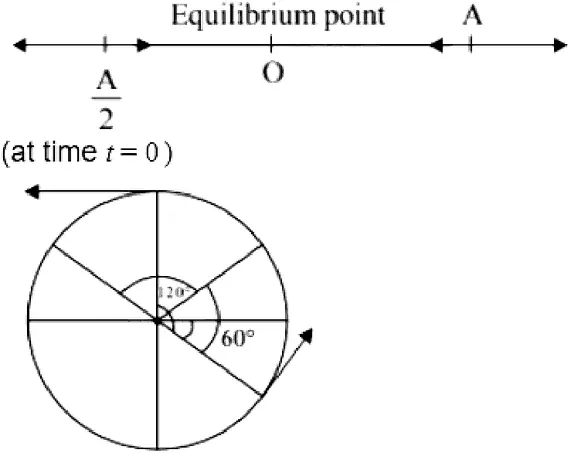 Equilibrium point A
O
A
2
(at time t = 0 )
120°
60°